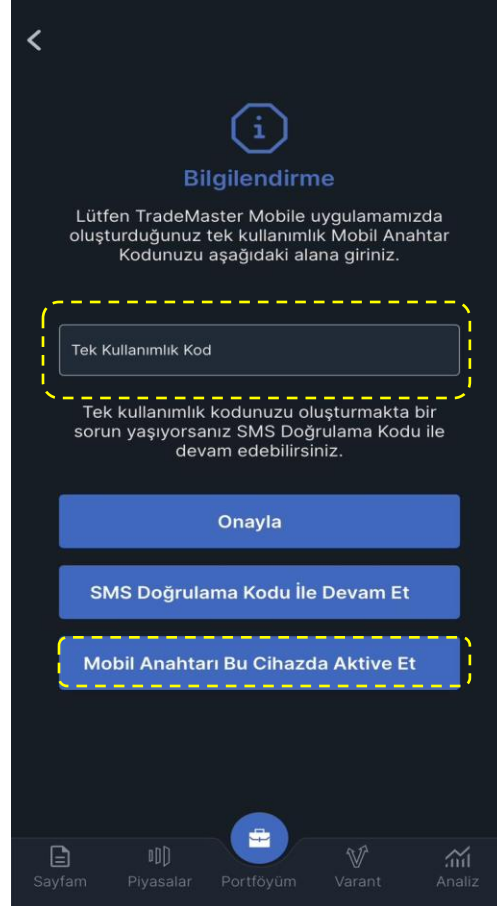 Bilgilendirme
Lütfen TradeMaster Mobile uygulamamızda
oluşturduğunuz tek kullanımlık Mobil Anahtar
Kodunuzu aşağıdaki alana giriniz.
Tek Kullanımlık Kod
Tek kullanımlık kodunuzu oluşturmakta bir
sorun yaşıyorsanız SMS Doğrulama Kodu ile
devam edebilirsiniz.
Onayla
SMS Doğrulama Kodu İle Devam Et
Mobil Anahtarı Bu Cihazda Aktive Et
Sayfam Piyasalar Portföyüm Varant Analiz